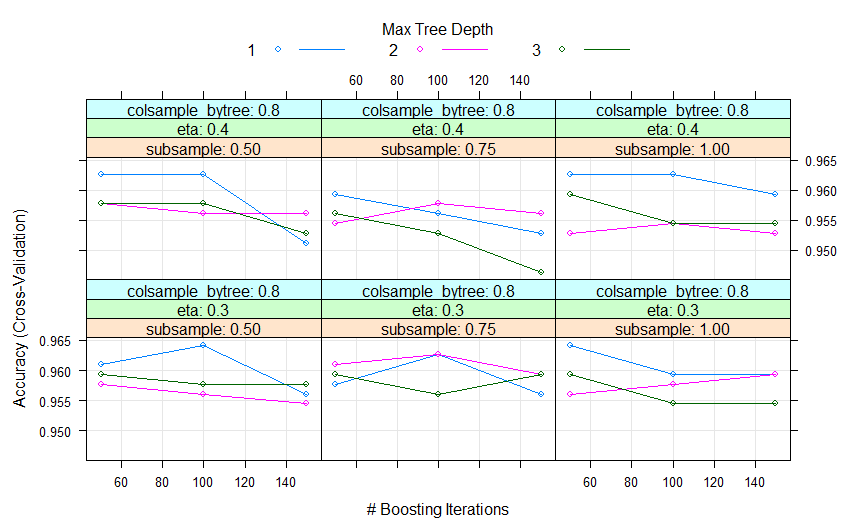 Max Tree Depth
1 2 3
60 80 100 120 140
colsample_bytree: 0.8 colsample_bytree: 0.8 colsample_bytree: 0.8
eta: 0.4 eta: 0.4 eta: 0.4
subsample: 0.50 subsample: 0.75 subsample: 1.00
0.965
0.960
0.955
0.950
colsample_bytree: 0.8 colsample_bytree: 0.8 colsample_bytree: 0.8
eta: 0.3 eta: 0.3 eta: 0.3
subsample: 0.50 subsample: 0.75 subsample: 1.00
Accuracy (Cross-Validation)
0.965
0.960
0.955
0.950
60 80 100 120 140 60 80 100 120 140
# Boosting Iterations